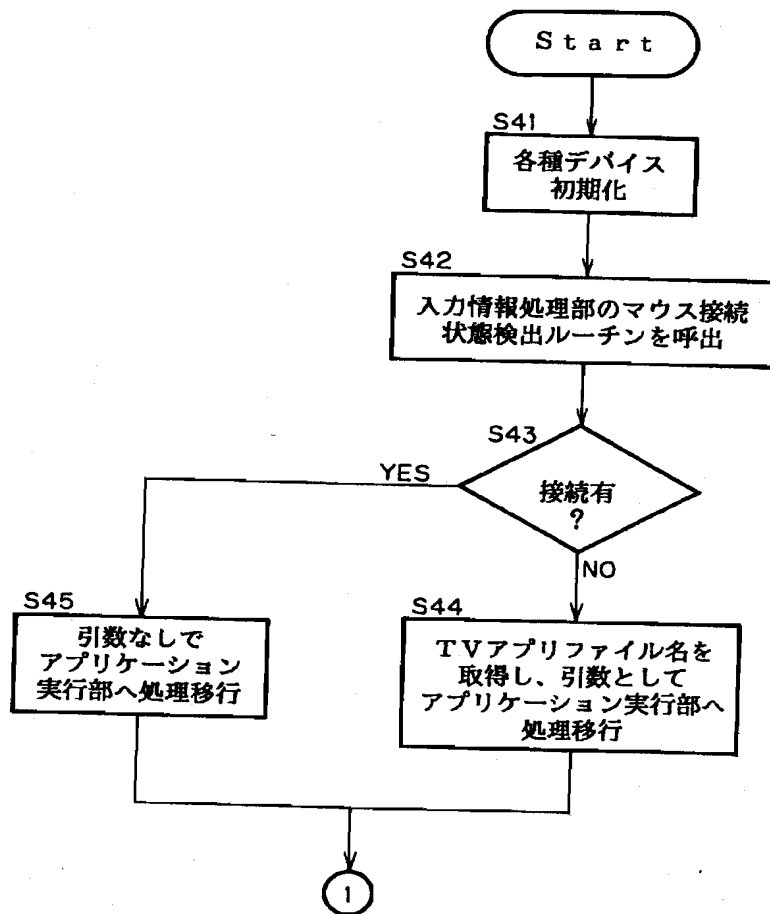 Start
S41
各種デバイス
初期化
S42
入力情報処理部のマウス接続
状態検出ルーチンを呼出
S43
接続有
?
YES
NO
S45
引数なしで
アプリケーション
実行部へ処理移行
S44
TVアプリファイル名を
取得し、引数として
アプリケーション実行部へ
処理移行
1